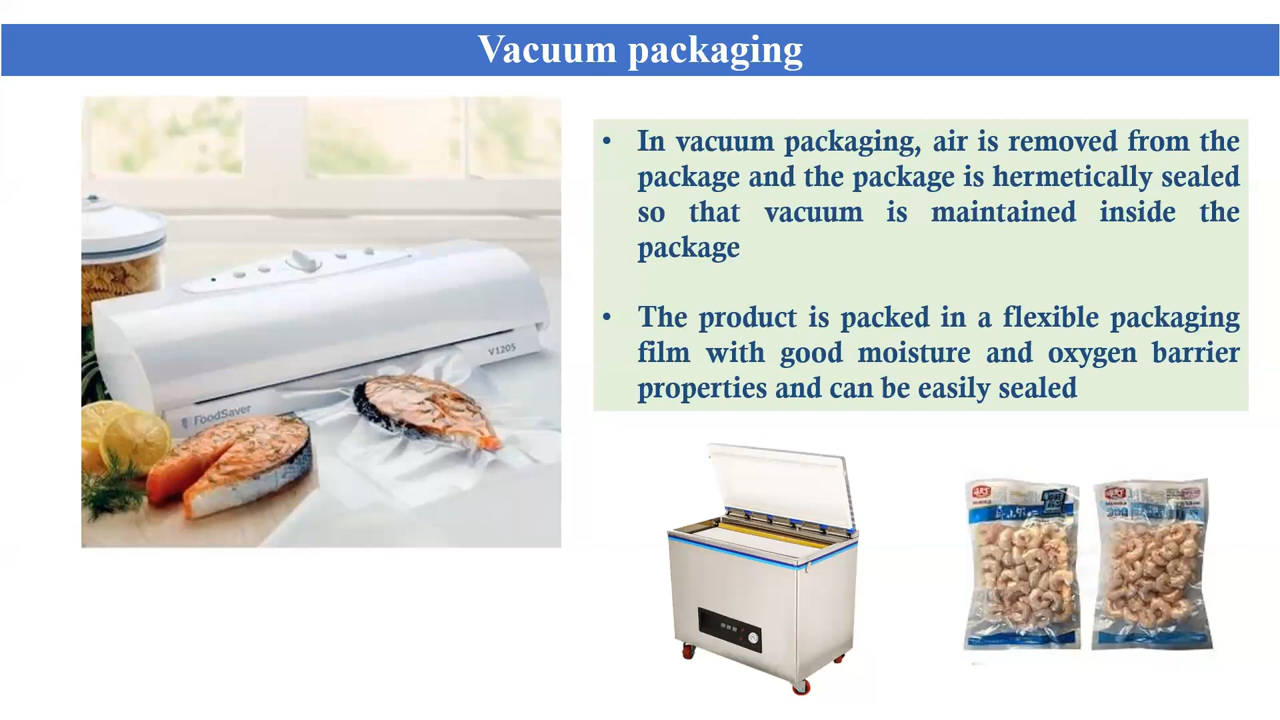 Vacuum packaging
• In vacuum packaging, air is removed from the
package and the package is hermetically sealed
so that vacuum is maintained inside the
package
• The product is packed in a flexible packaging
film with good moisture and oxygen barrier
properties and can be easily sealed
V1205
FoodSaver